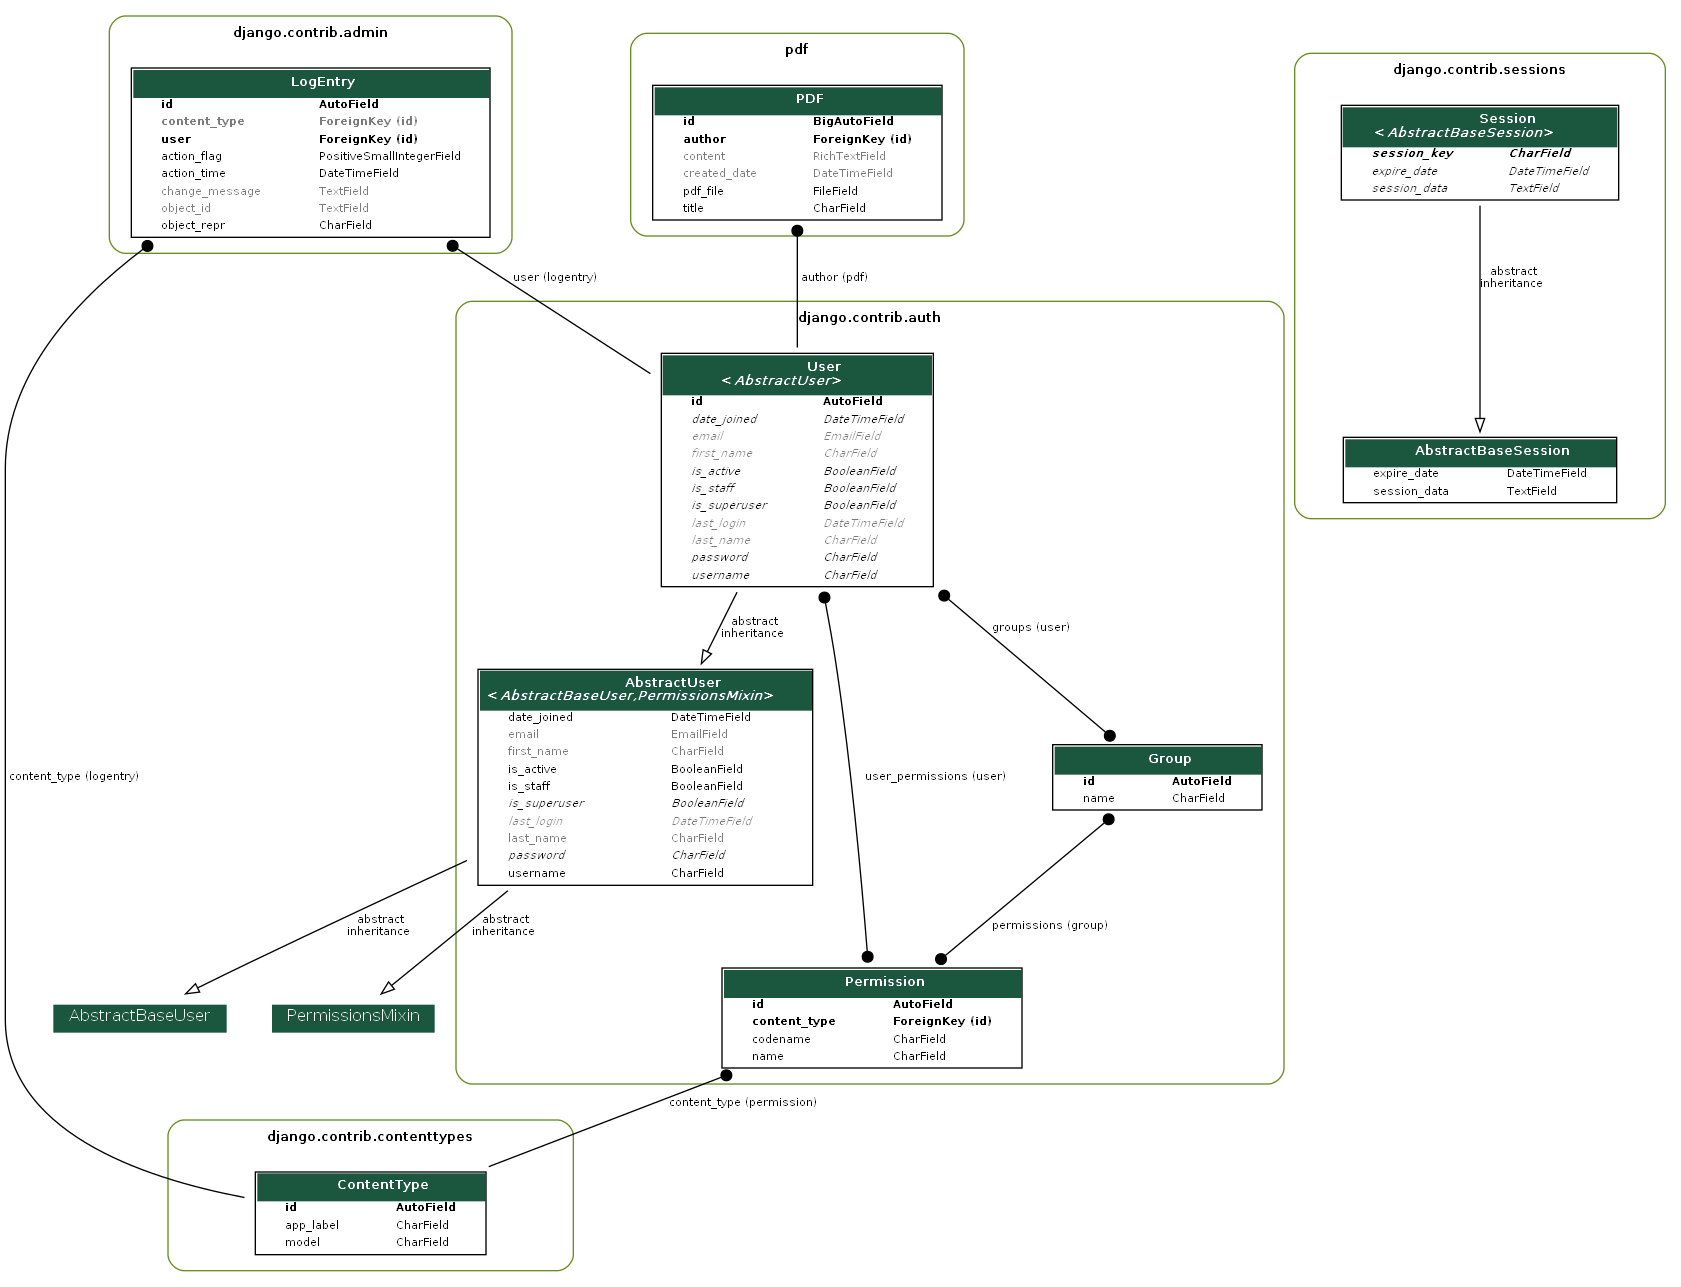 django.contrib.admin
LogEntry
id AutoField
content_type ForeignKey (id)
user ForeignKey (id)
action_flag PositiveSmallIntegerField
action_time DateTimeField
change_message TextField
object_id TextField
object_repr CharField
pdf
PDF
id BigAutoField
author ForeignKey (id)
content RichTextField
created_date DateTimeField
pdf_file FileField
title CharField
django.contrib.sessions
Session
<AbstractBaseSession>
session_key CharField
expire_date DateTimeField
session_data TextField
abstract
inheritance
AbstractBaseSession
expire_date DateTimeField
session_data TextField
user (logentry)
author (pdf)
django.contrib.auth
User
<AbstractUser>
id AutoField
date_joined DateTimeField
email EmailField
first_name CharField
is_active BooleanField
is_staff BooleanField
is_superuser BooleanField
last_login DateTimeField
last_name CharField
password CharField
username CharField
abstract
inheritance
groups (user)
AbstractUser
<AbstractBaseUser,PermissionsMixin>
date_joined DateTimeField
email EmailField
first_name CharField
is_active BooleanField
is_staff BooleanField
is_superuser BooleanField
last_login DateTimeField
last_name CharField
password CharField
username CharField
user_permissions (user)
Group
id AutoField
name CharField
content_type (logentry)
abstract
inheritance
abstract
inheritance
permissions (group)
AbstractBaseUser
PermissionsMixin
Permission
id AutoField
content_type ForeignKey (id)
codename CharField
name CharField
content_type (permission)
django.contrib.contenttypes
ContentType
id AutoField
app_label CharField
model CharField